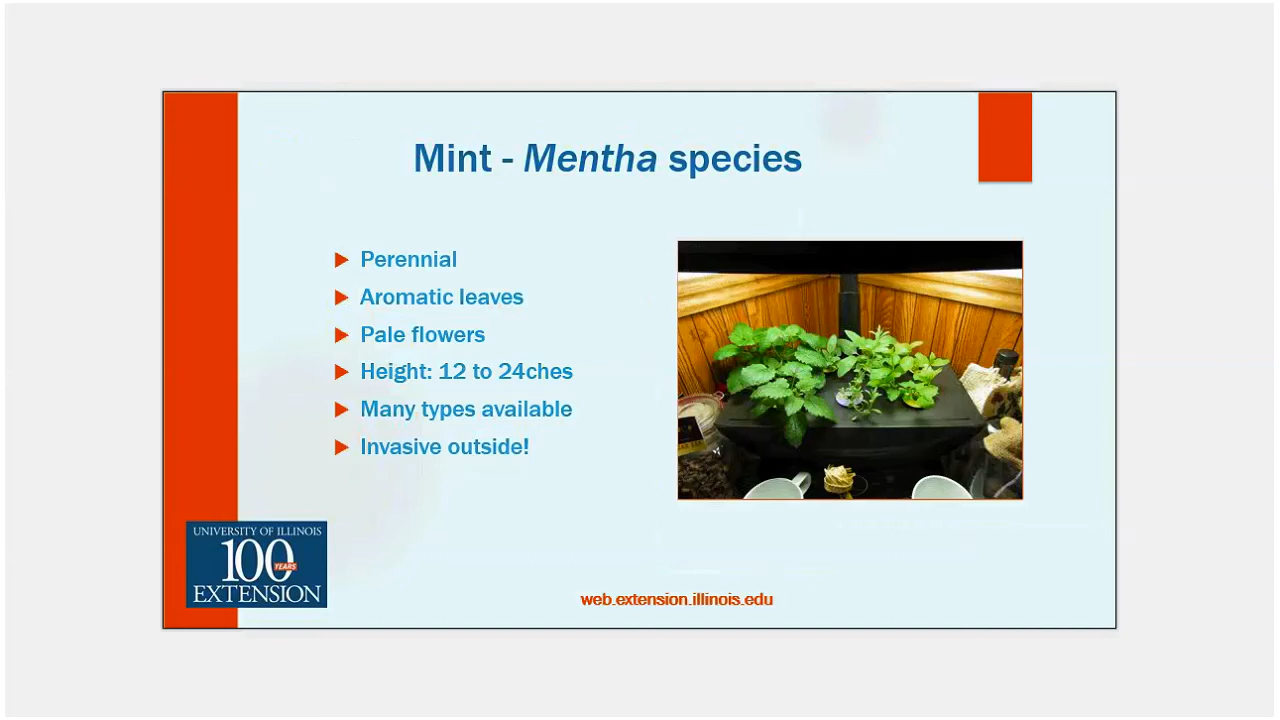 Mint - Mentha species
Perennial
Aromatic leaves
Pale flowers
Height: 12 to 24ches
Many types available
Invasive outside!
UNIVERSITY OF ILLINOIS
100
YEARS
EXTENSION
web.extension.illinois.edu